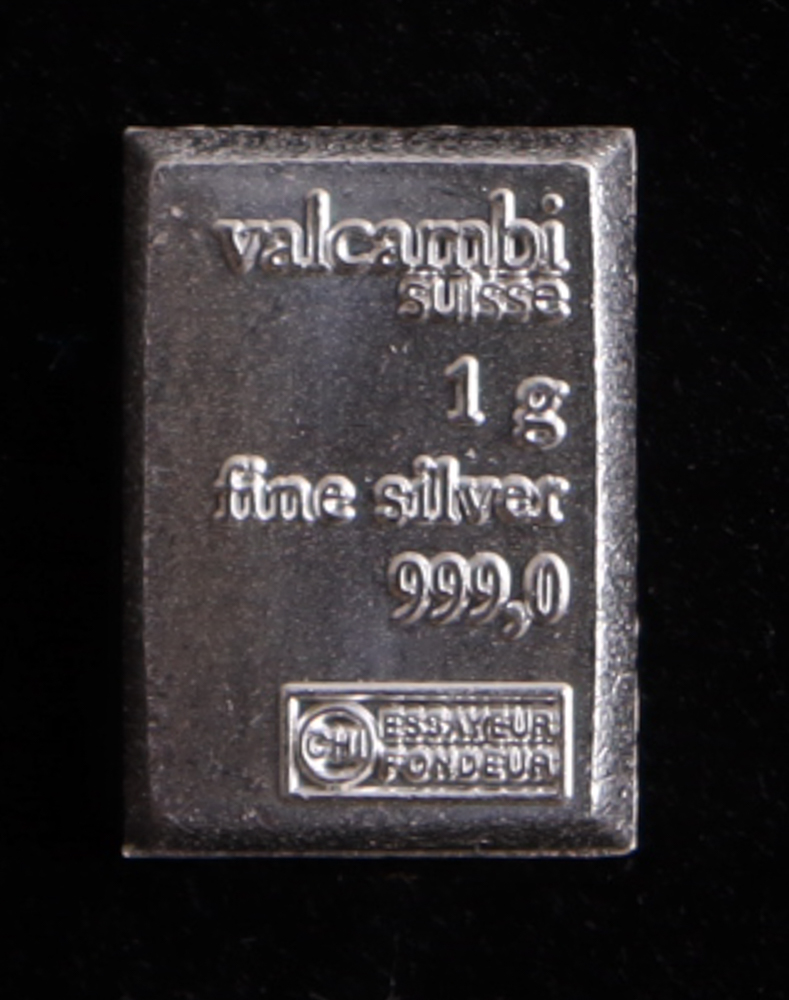 valcambi
suisse
1 g
fine silver
999,0
CHI
ESSAYEUR
FONDEUR